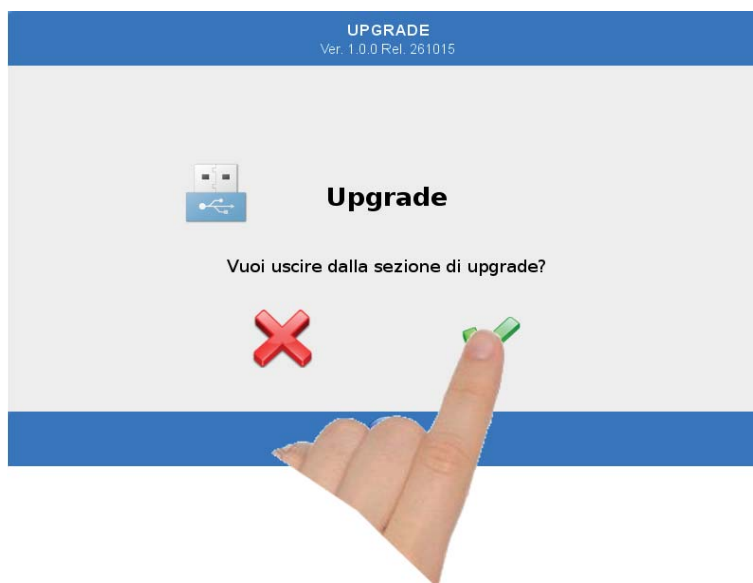 UPGRADE
Ver. 1.0.0 Rel. 261015
Upgrade
Vuoi uscire dalla sezione di upgrade?